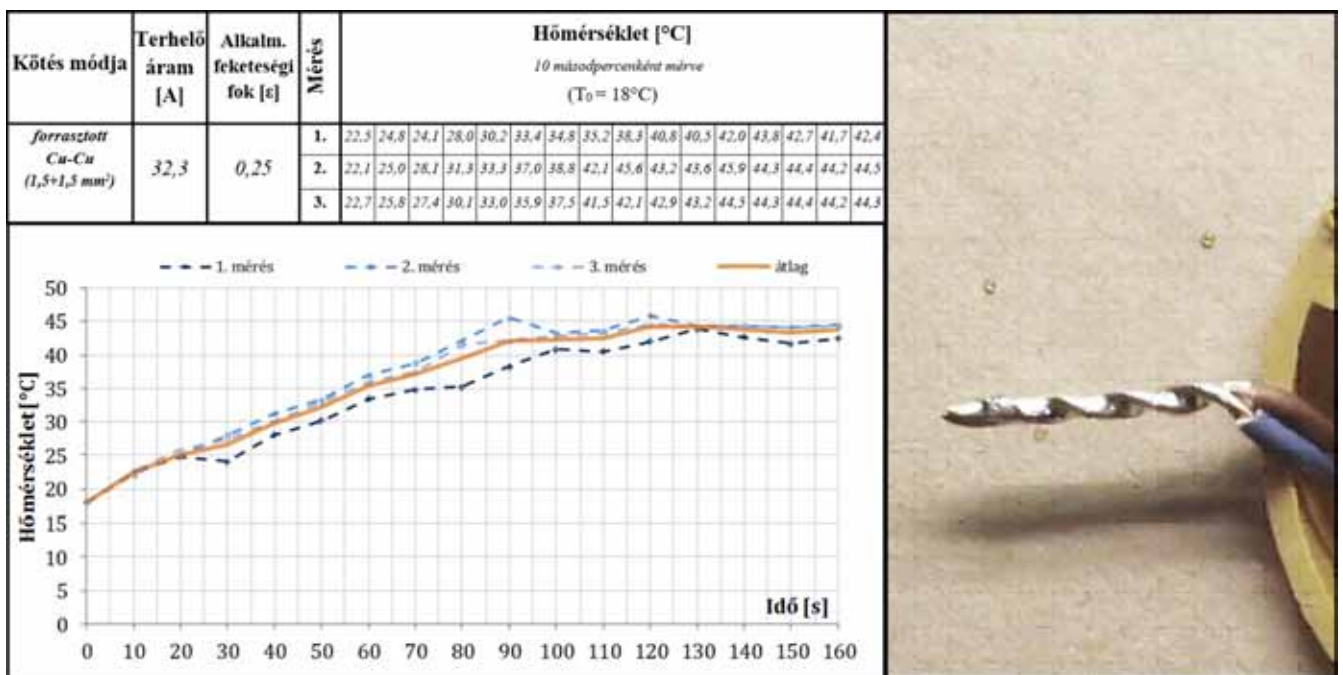 Kötés módja
Terhelő áram [A]
Alkalm. feketeségi fok [ε]
Mérés
Hőmérséklet [°C]
10 másodpercenként mérve
(T₀ = 18°C)
forrasztott
Cu-Cu
(1,5+1,5 mm²)
32,3
0,25
1. 22,5 24,8 24,1 28,0 30,2 33,4 34,8 35,2 38,3 40,8 40,5 42,0 43,8 42,7 41,7 42,4
2. 22,1 25,0 28,1 31,3 33,3 37,0 38,8 42,1 45,6 43,2 43,6 45,9 44,3 44,4 44,2 44,5
3. 22,7 25,8 27,4 30,1 33,0 35,9 37,5 41,5 42,1 42,9 43,2 44,5 44,3 44,4 44,2 44,3
1. mérés 2. mérés 3. mérés átlag
Hőmérséklet [°C]
50
45
40
35
30
25
20
15
10
5
0
Idő [s]
0 10 20 30 40 50 60 70 80 90 100 110 120 130 140 150 160